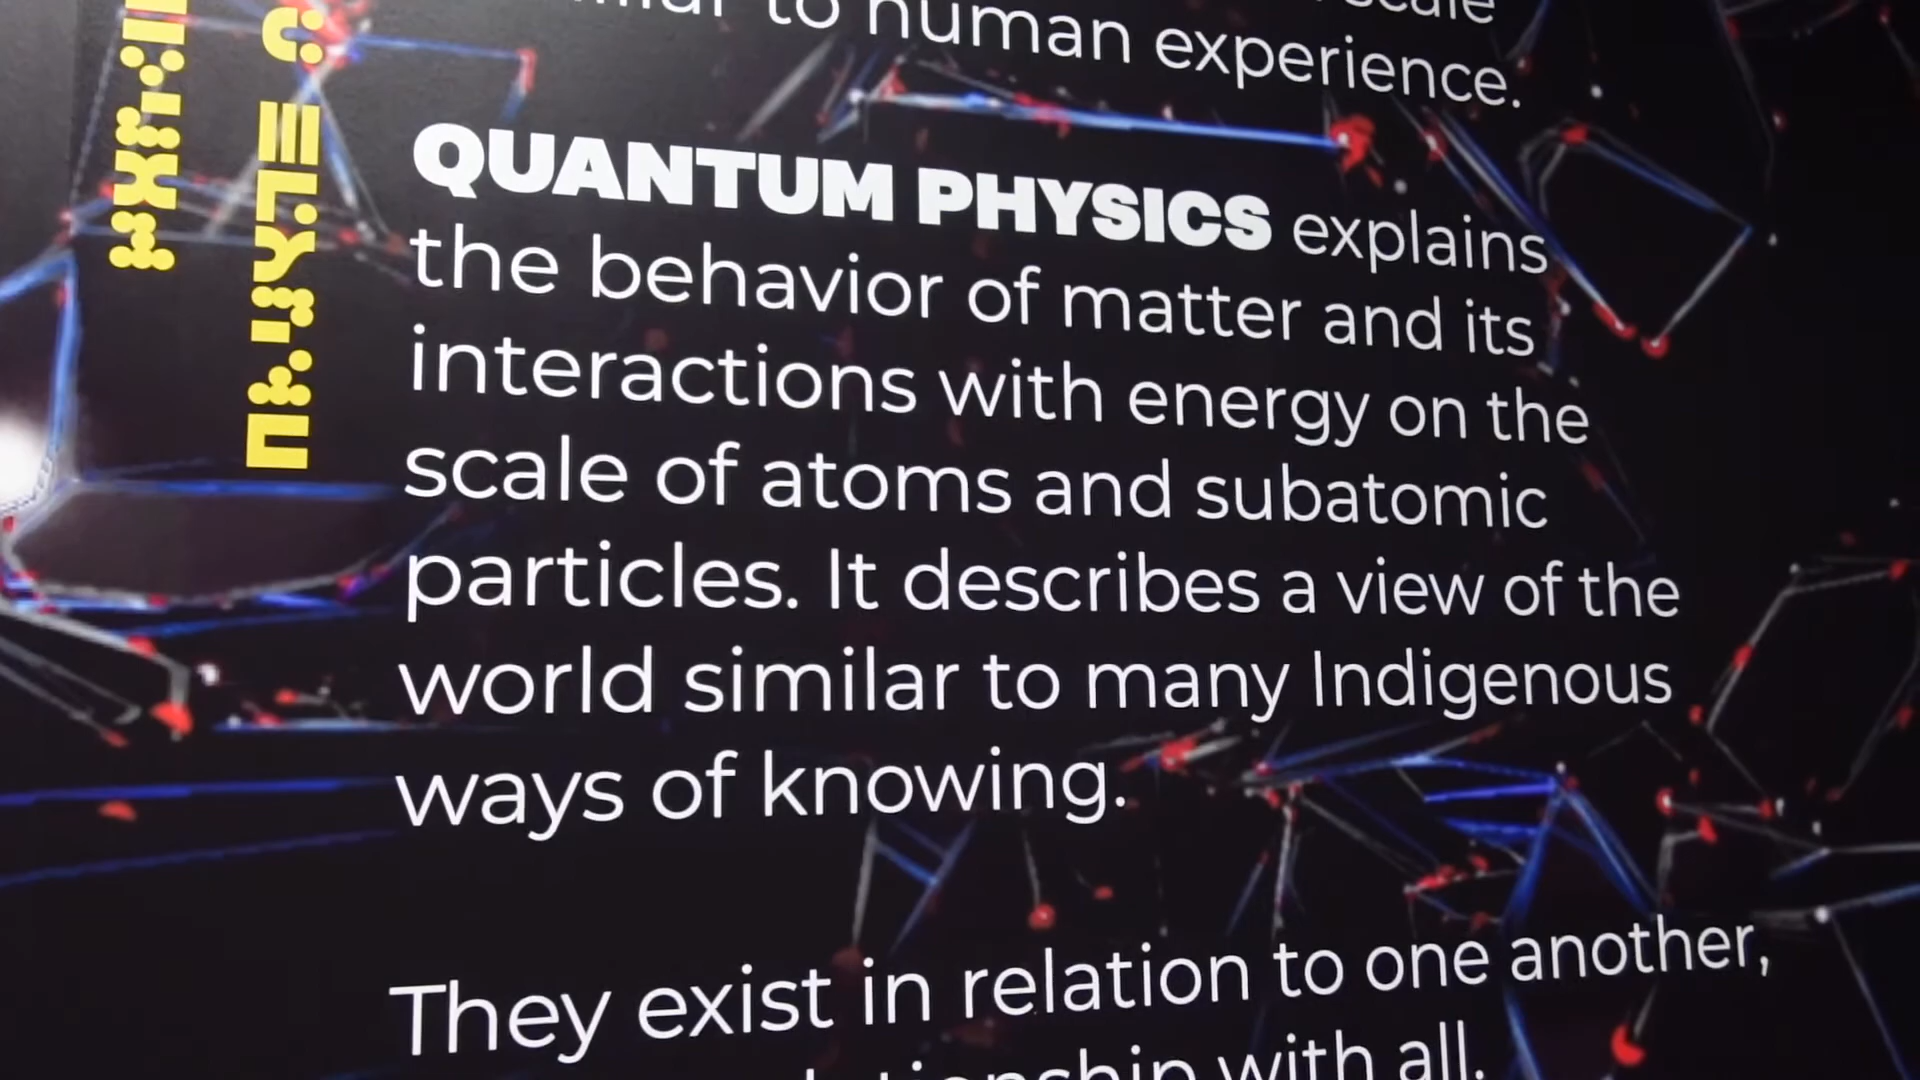 scale
to human experience.
QUANTUM PHYSICS explains
the behavior of matter and its
interactions with energy on the
scale of atoms and subatomic
particles. It describes a view of the
world similar to many Indigenous
ways of knowing.
They exist in relation to one another,
with all.